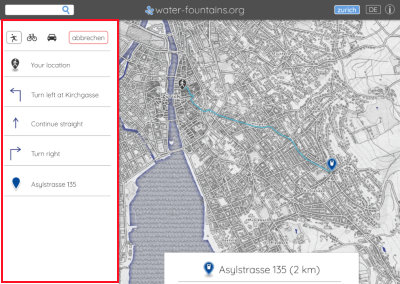 water-fountains.org
zurich
DE
abbrechen
Your location
Turn left at Kirchgasse
Continue straight
Turn right
Asylstrasse 135
Asylstrasse 135 (2 km)